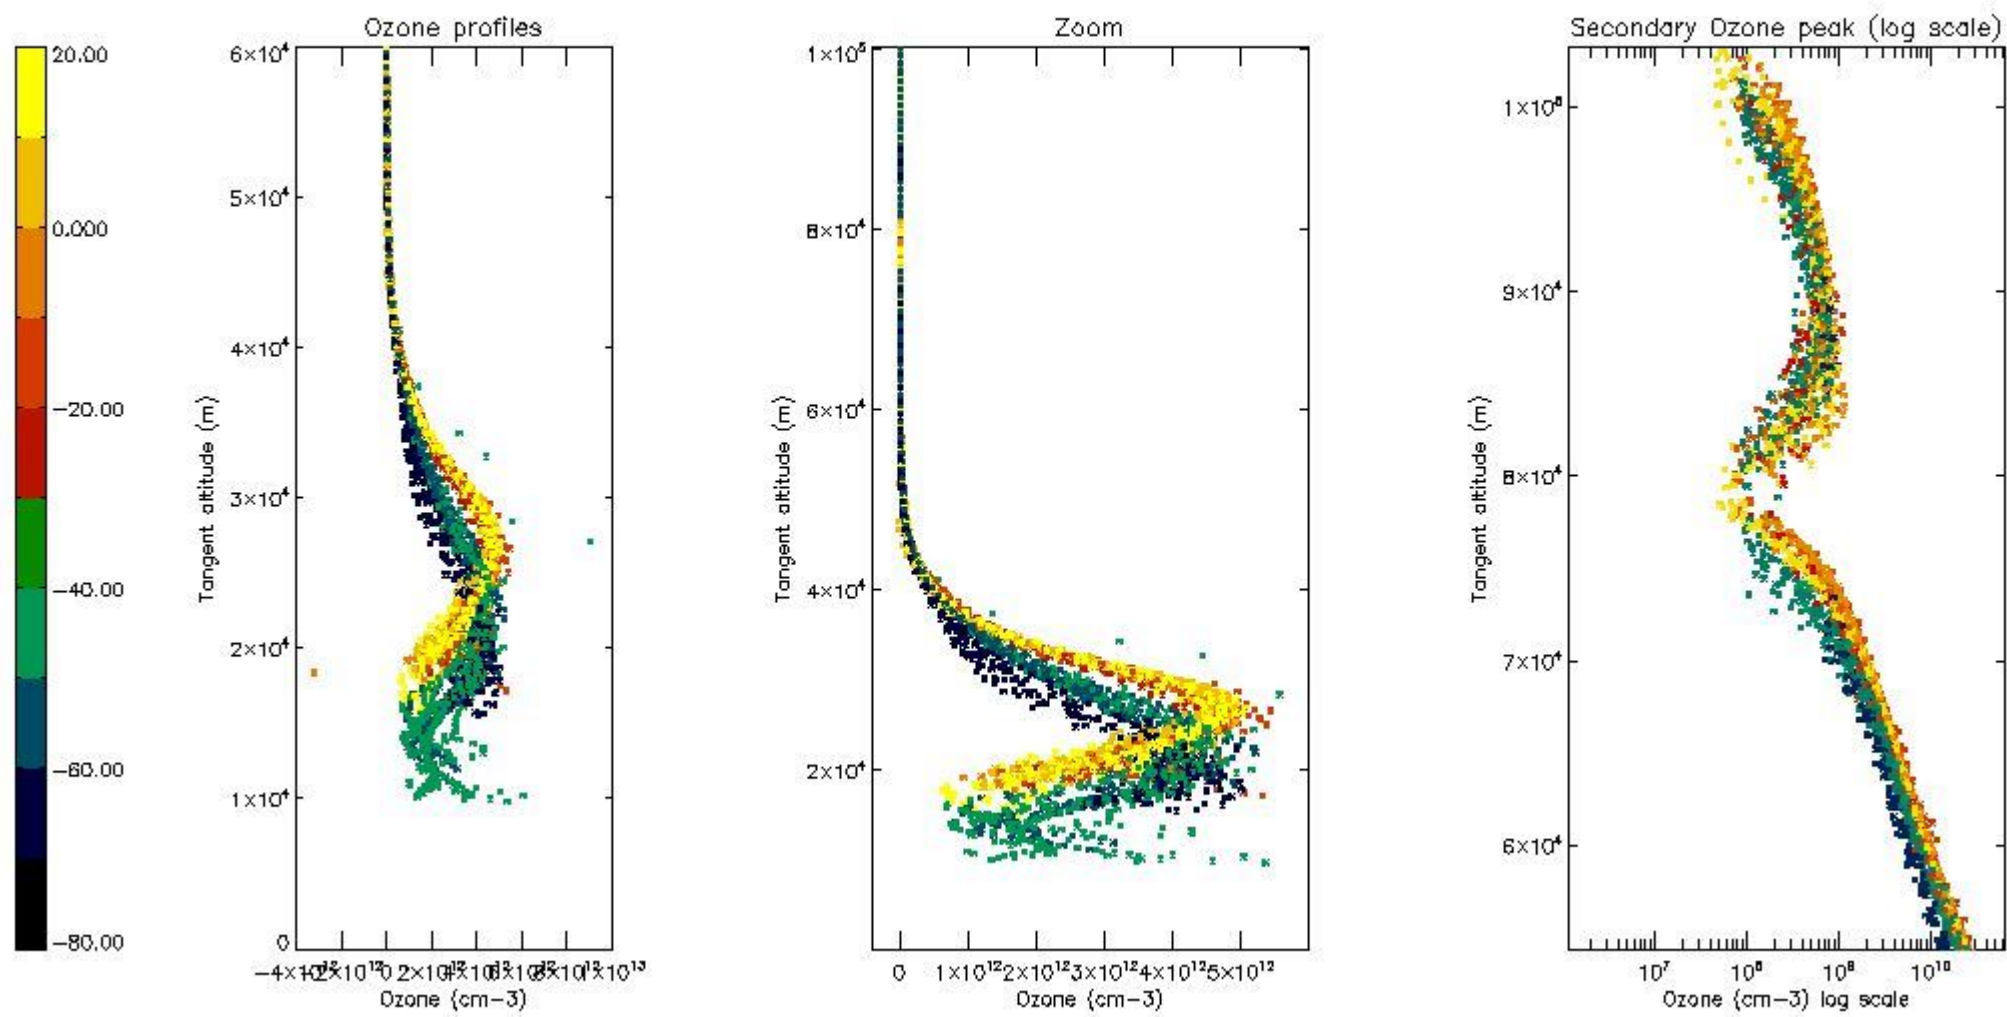 Ozone profiles
Zoom
Secondary Ozone peak (log scale)
20.00
0.000
−20.00
−40.00
−60.00
−80.00
Tangent altitude (m)
6×10⁴
5×10⁴
4×10⁴
3×10⁴
2×10⁴
1×10⁴
0
Ozone (cm−3)
Tangent altitude (m)
1×10⁵
8×10⁴
6×10⁴
4×10⁴
2×10⁴
0 1×10¹² 2×10¹² 3×10¹² 4×10¹² 5×10¹²
Ozone (cm−3)
Tangent altitude (m)
9×10⁴
8×10⁴
7×10⁴
6×10⁴
10⁷ 10⁸ 10⁹ 10¹⁰
Ozone (cm−3) log scale